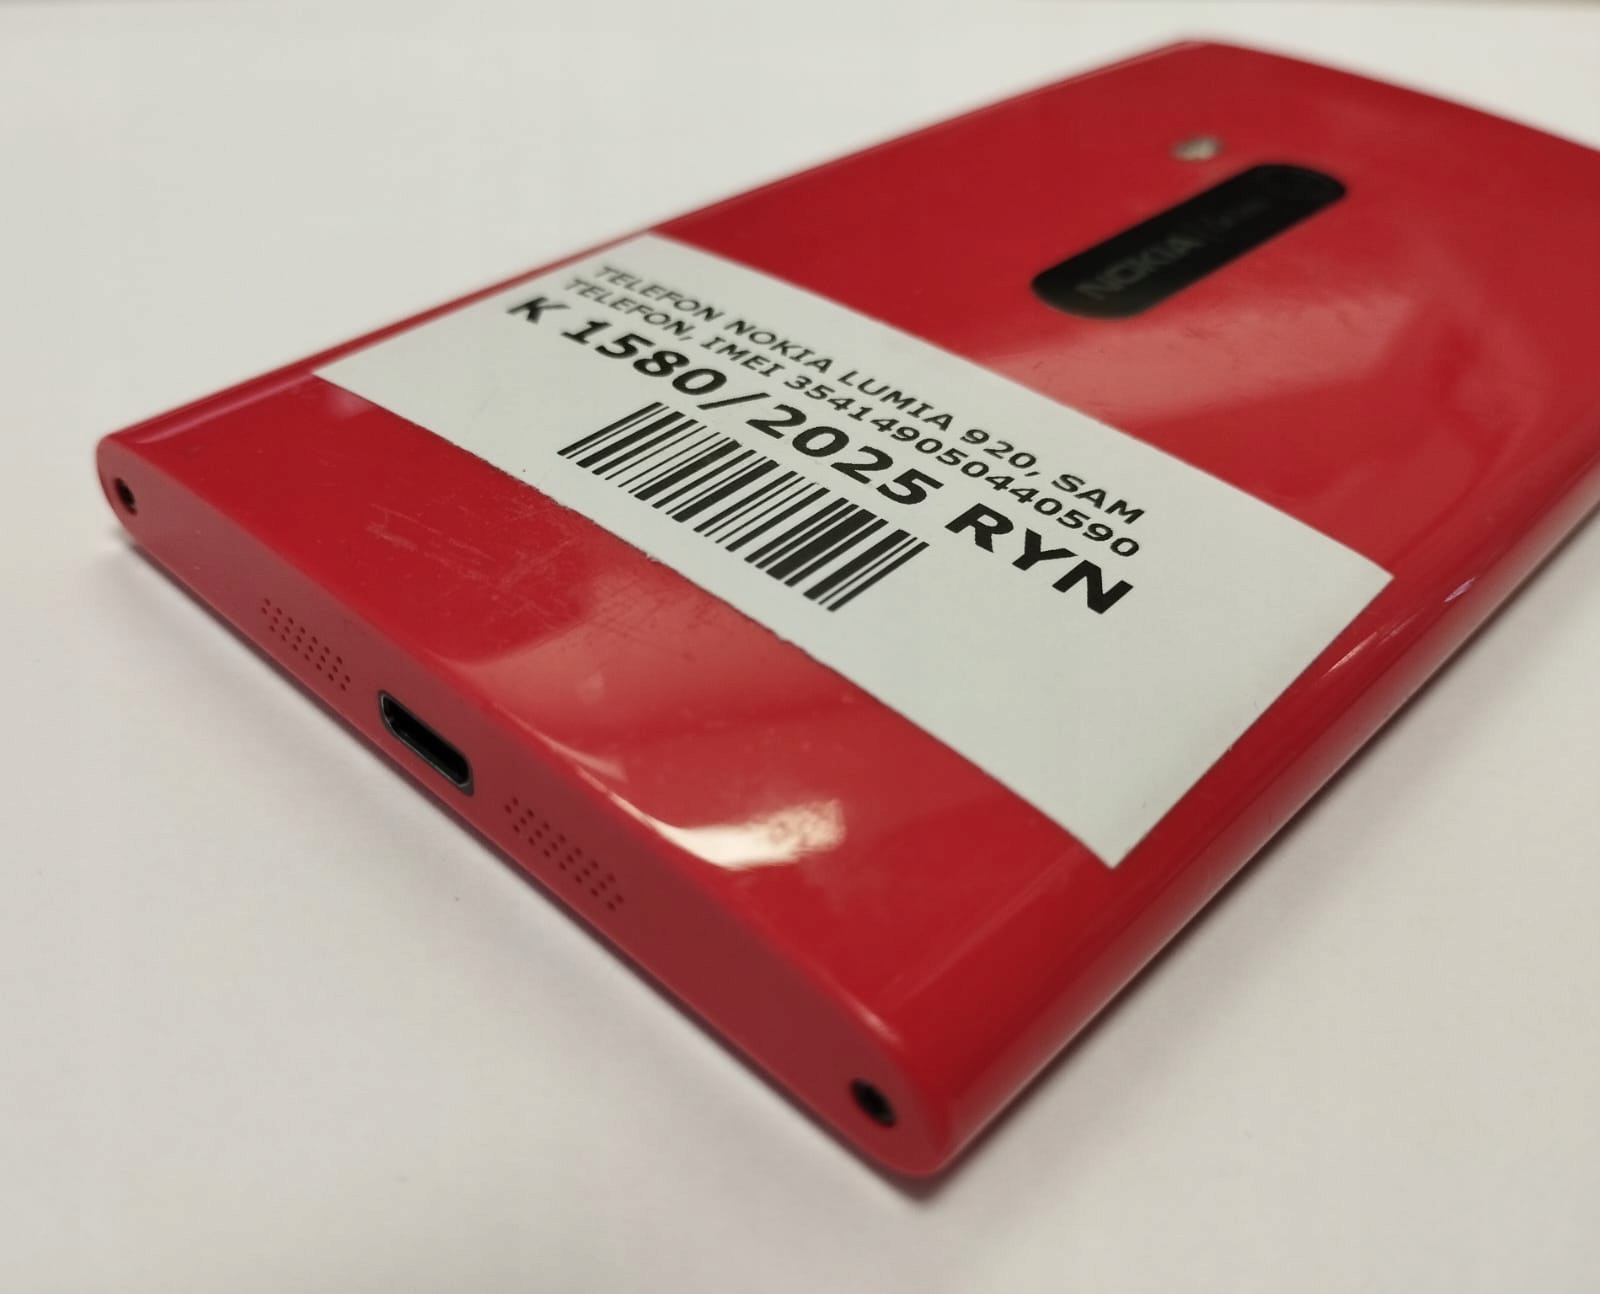 NOKIA
TELEFON NOKIA LUMIA 920, SAM
TELEFON, IMEI 354149050440590
K 1580/2025 RYN